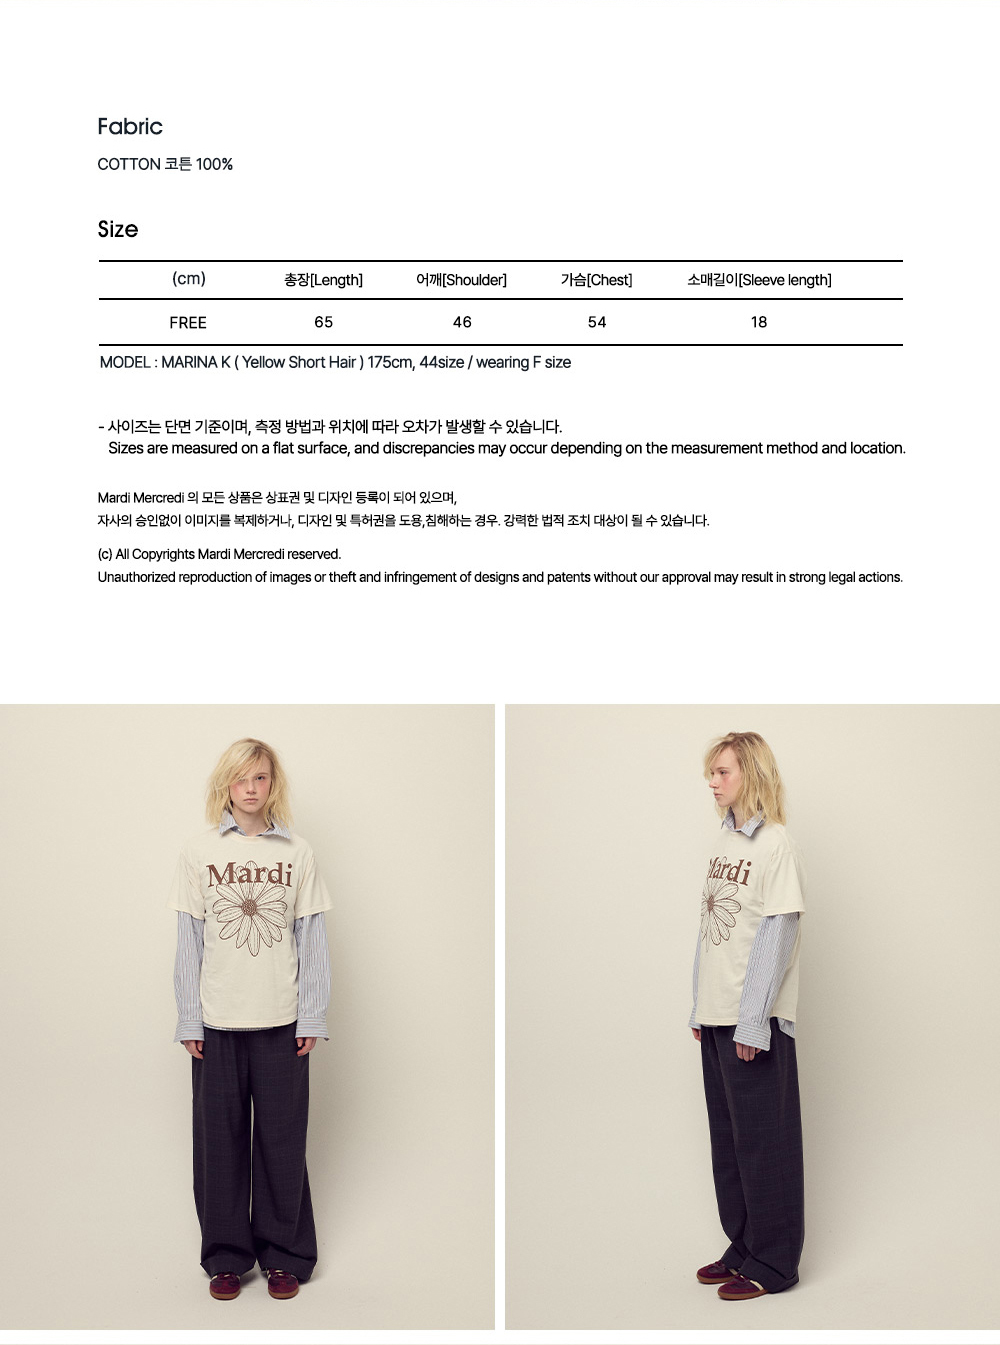 Fabric
COTTON 코튼 100%
Size
(cm) 총장[Length] 어깨[Shoulder] 가슴[Chest] 소매길이[Sleeve length]
FREE 65 46 54 18
MODEL : MARINA K ( Yellow Short Hair ) 175cm, 44size / wearing F size
- 사이즈는 단면 기준이며, 측정 방법과 위치에 따라 오차가 발생할 수 있습니다.
Sizes are measured on a flat surface, and discrepancies may occur depending on the measurement method and location.
Mardi Mercredi 의 모든 상품은 상표권 및 디자인 등록이 되어 있으며,
자사의 승인없이 이미지를 복제하거나, 디자인 및 특허권을 도용,침해하는 경우. 강력한 법적 조치 대상이 될 수 있습니다.
(c) All Copyrights Mardi Mercredi reserved.
Unauthorized reproduction of images or theft and infringement of designs and patents without our approval may result in strong legal actions.
Mardi
Mardi